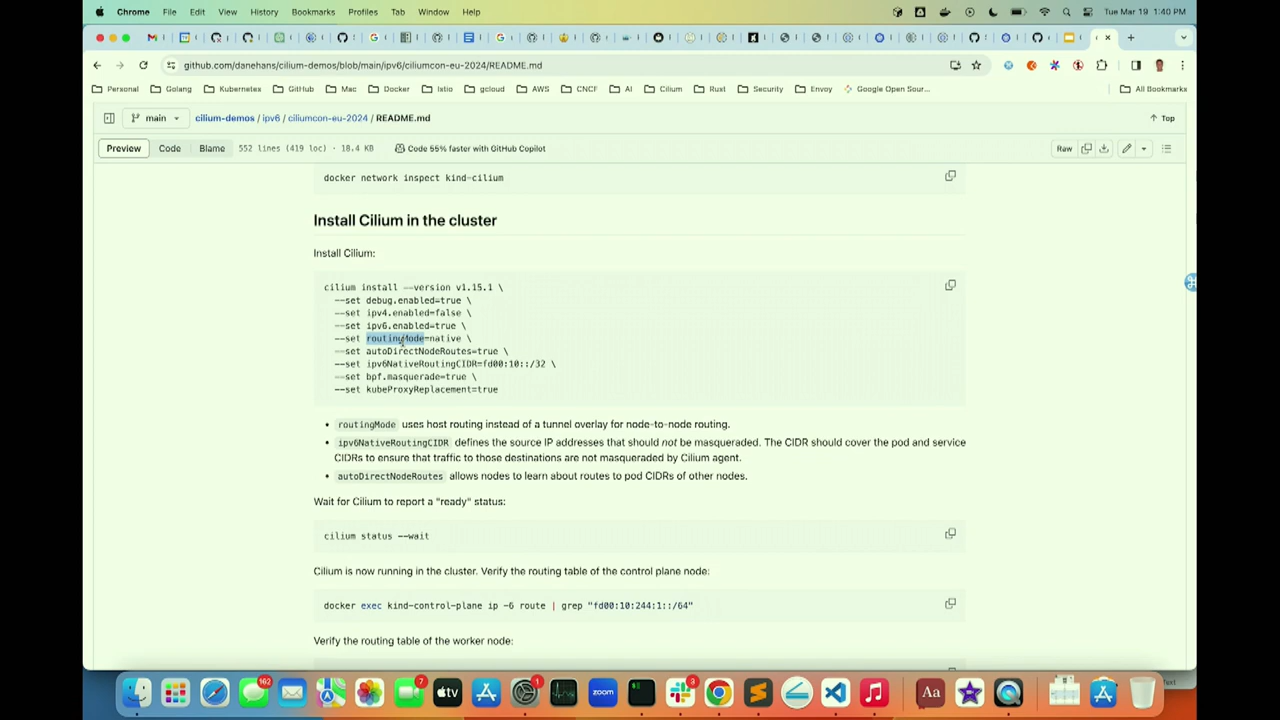 Chrome File Edit View History Bookmarks Profiles Tab Window Help
Tue Mar 19 1:40 PM
github.com/danehans/cilium-demos/blob/main/ipv6/ciliumcon-eu-2024/README.md
Personal Golang Kubernetes GitHub Mac Docker Istio gcloud AWS CNCF AI Cilium Rust Security Envoy Google Open Sour... All Bookmarks
main cilium-demos / ipv6 / ciliumcon-eu-2024 / README.md Top
Preview Code Blame 552 lines (419 loc) · 18.4 KB Code 55% faster with GitHub Copilot Raw
docker network inspect kind-cilium
Install Cilium in the cluster
Install Cilium:
cilium install --version v1.15.1 \
--set debug.enabled=true \
--set ipv4.enabled=false \
--set ipv6.enabled=true \
--set routingMode=native \
--set autoDirectNodeRoutes=true \
--set ipv6NativeRoutingCIDR=fd00:10::/32 \
--set bpf.masquerade=true \
--set kubeProxyReplacement=true
• routingMode uses host routing instead of a tunnel overlay for node-to-node routing.
• ipv6NativeRoutingCIDR defines the source IP addresses that should not be masqueraded. The CIDR should cover the pod and service
CIDRs to ensure that traffic to those destinations are not masqueraded by Cilium agent.
• autoDirectNodeRoutes allows nodes to learn about routes to pod CIDRs of other nodes.
Wait for Cilium to report a "ready" status:
cilium status --wait
Cilium is now running in the cluster. Verify the routing table of the control plane node:
docker exec kind-control-plane ip -6 route | grep "fd00:10:244:1::/64"
Verify the routing table of the worker node:
162
7
tv
1
zoom
3
Aa